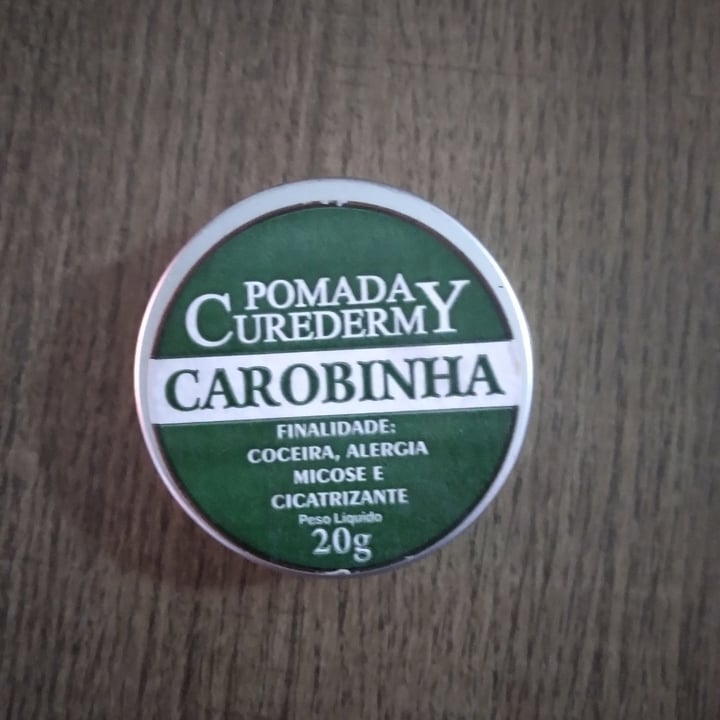 POMADA
CUREDERMY
CAROBINHA
FINALIDADE:
COCEIRA, ALERGIA
MICOSE E
CICATRIZANTE
Peso Líquido
20g